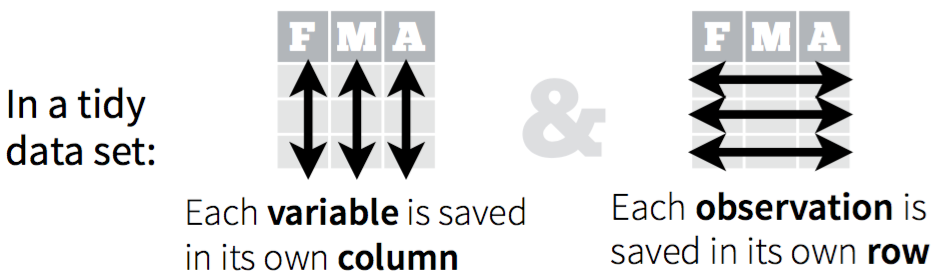 F M A
F M A
In a tidy
data set:
&
Each variable is saved
in its own column
Each observation is
saved in its own row